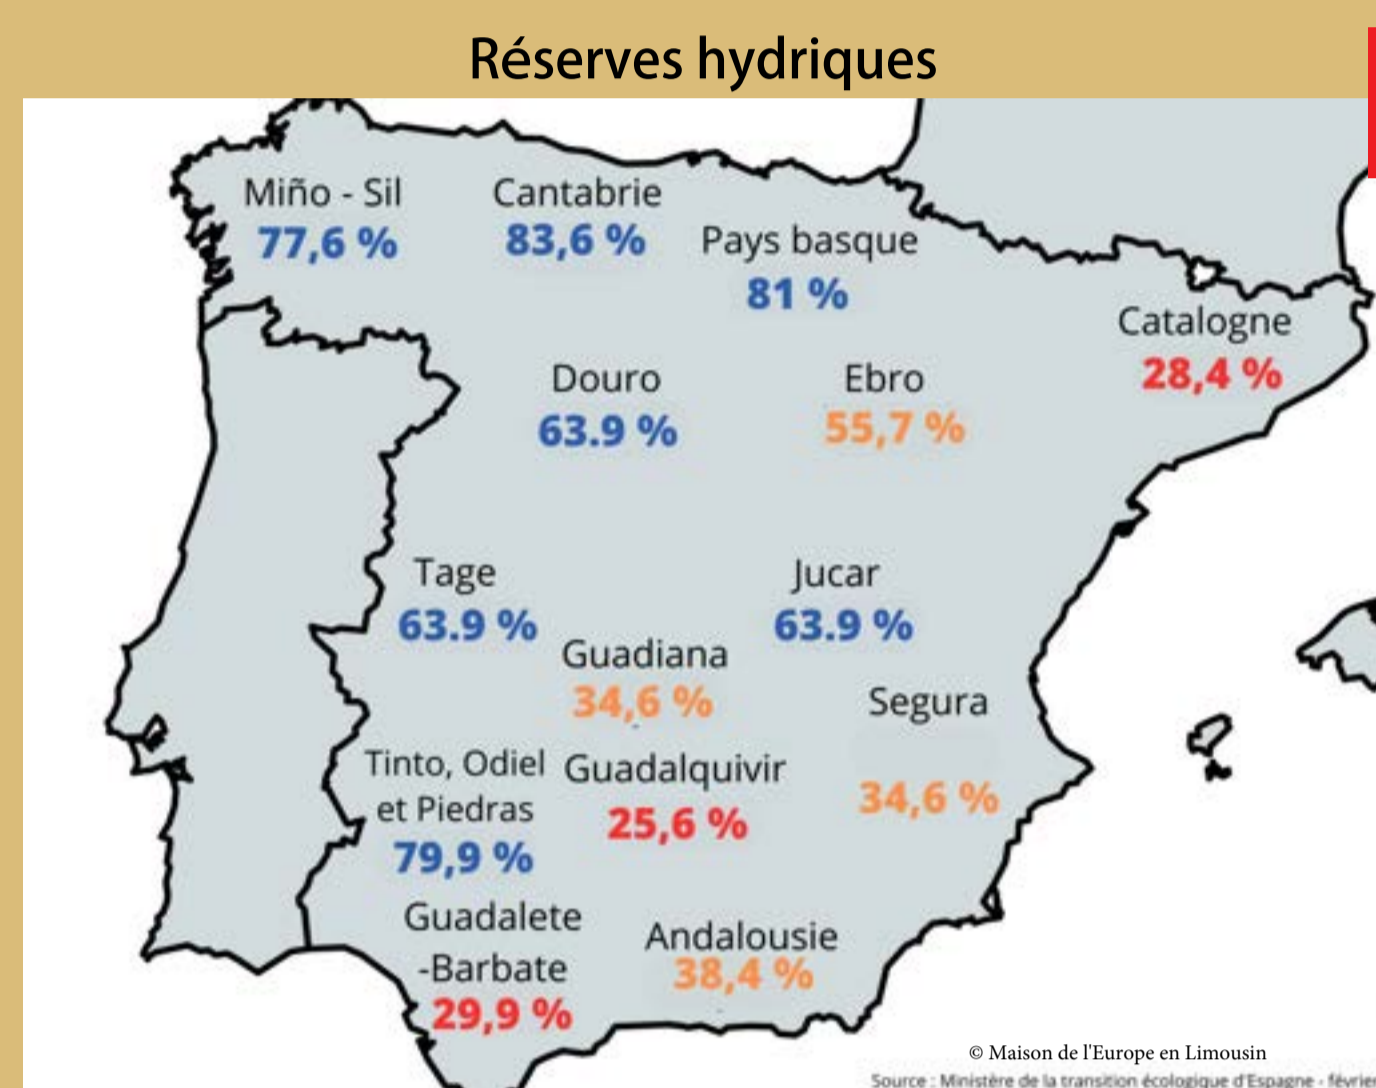 Réserves hydriques
Miño - Sil
77,6 %
Cantabrie
83,6 %
Pays basque
81 %
Catalogne
28,4 %
Douro
63.9 %
Ebro
55,7 %
Tage
63.9 %
Jucar
63.9 %
Guadiana
34,6 %
Segura
34,6 %
Tinto, Odiel
et Piedras
79,9 %
Guadalquivir
25,6 %
Guadalete
-Barbate
29,9 %
Andalousie
38,4 %
© Maison de l'Europe en Limousin
Source : Ministère de la transition écologique d'Espagne - février